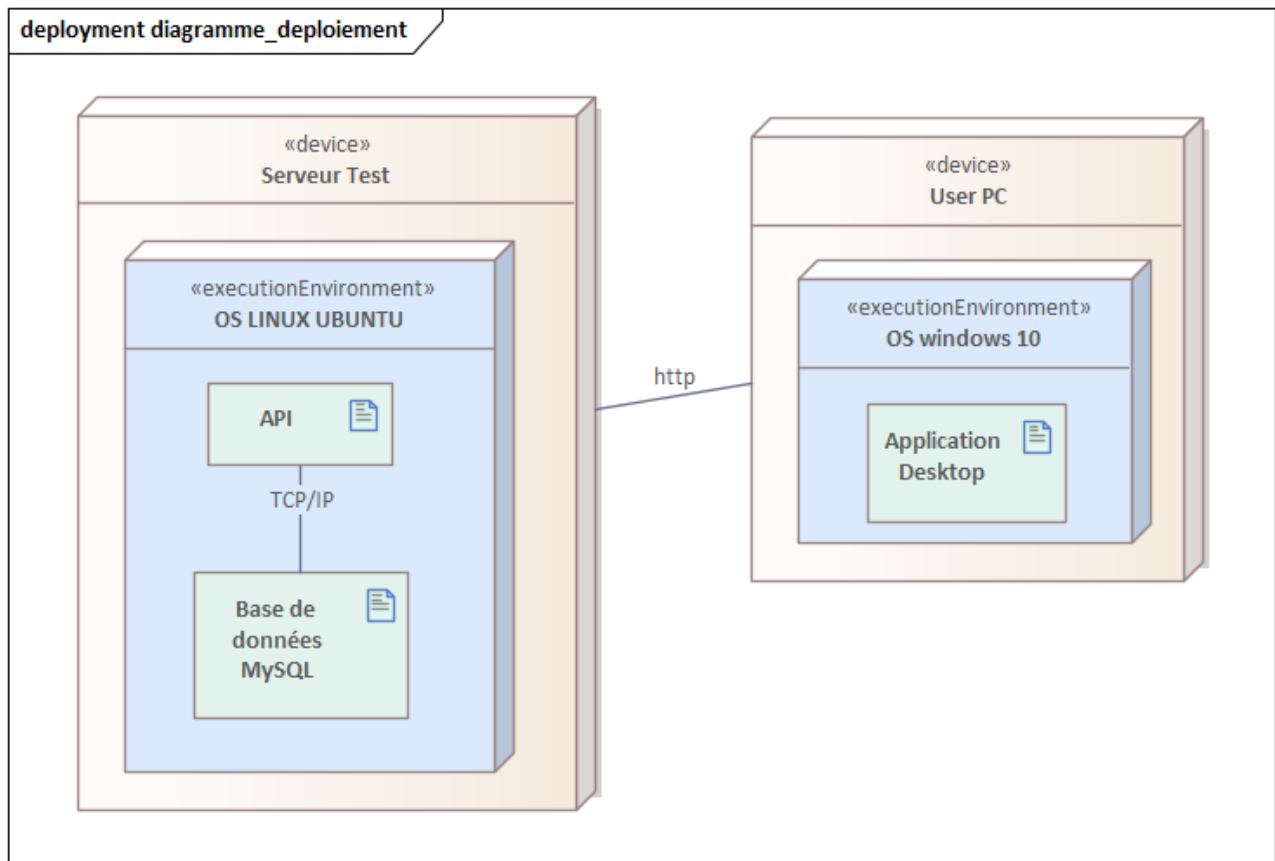 deployment diagramme_deploiement
«device»
Serveur Test
«executionEnvironment»
OS LINUX UBUNTU
API
TCP/IP
Base de
données
MySQL
http
«device»
User PC
«executionEnvironment»
OS windows 10
Application
Desktop